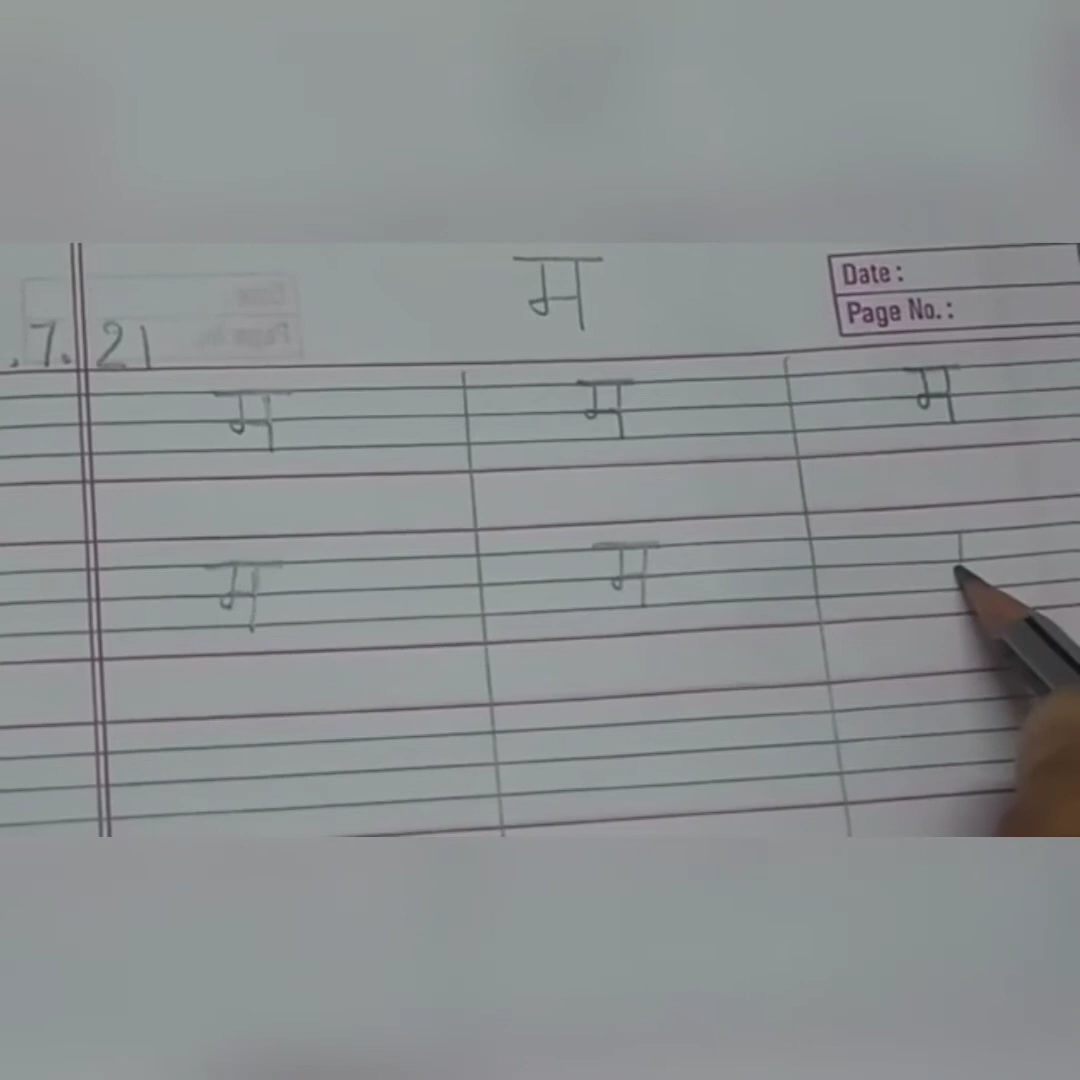 म
Date :
Page No. :
.7. 21
म म म
म म